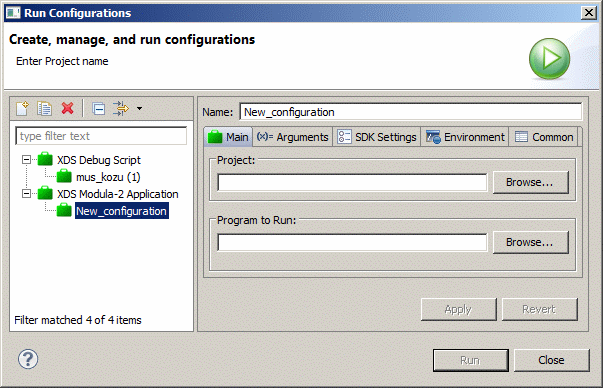 Run Configurations
Create, manage, and run configurations
Enter Project name
type filter text
XDS Debug Script
mus_kozu (1)
XDS Modula-2 Application
New_configuration
Filter matched 4 of 4 items
Name: New_configuration
Main (x)= Arguments SDK Settings Environment Common
Project:
Browse...
Program to Run:
Browse...
Apply Revert
? Run Close